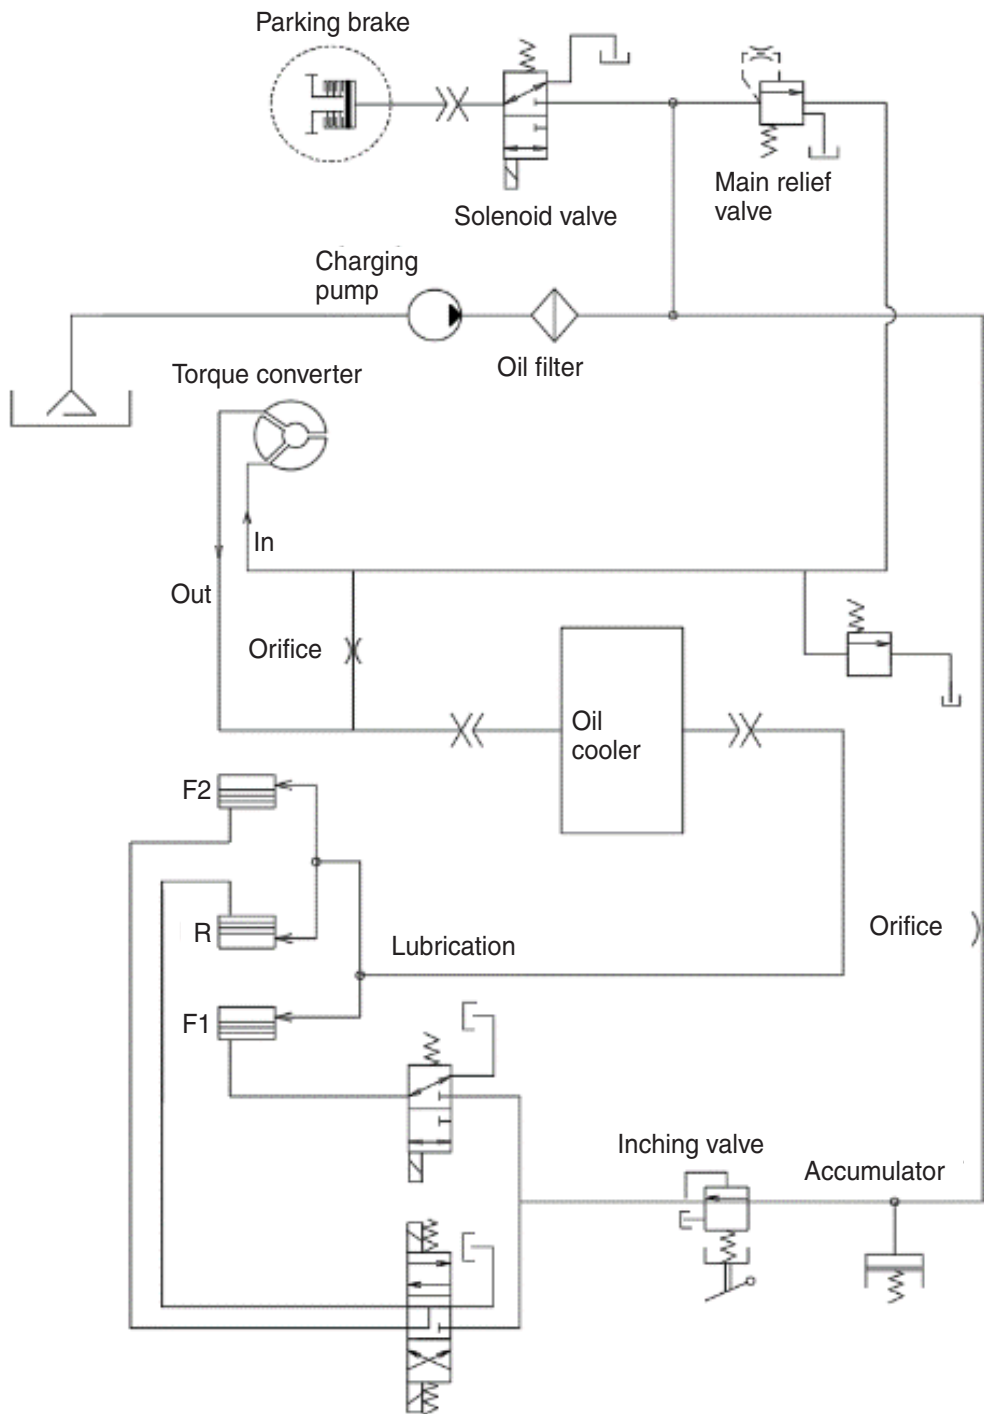 Parking brake
Solenoid valve
Main relief
valve
Charging
pump
Oil filter
Torque converter
In
Out
Orifice
Oil
cooler
F2
R
F1
Lubrication
Orifice
Inching valve
Accumulator